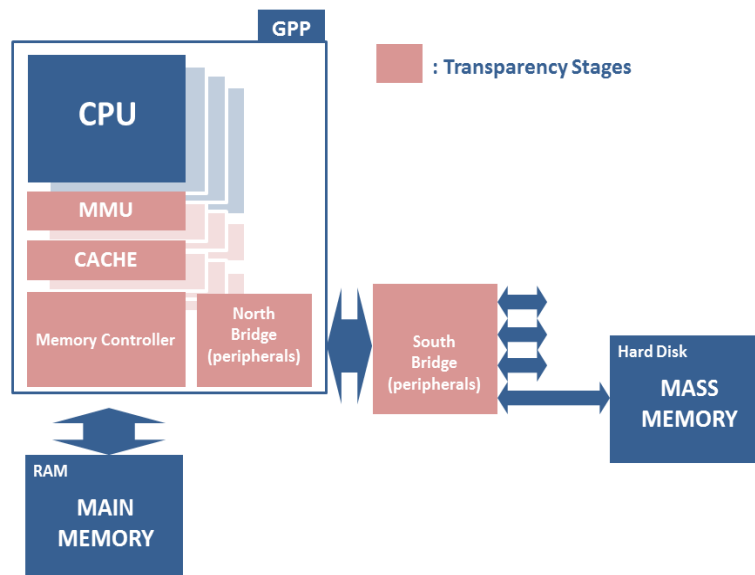 GPP
: Transparency Stages
CPU
MMU
CACHE
Memory Controller
North
Bridge
(peripherals)
South
Bridge
(peripherals)
Hard Disk
MASS
MEMORY
RAM
MAIN
MEMORY